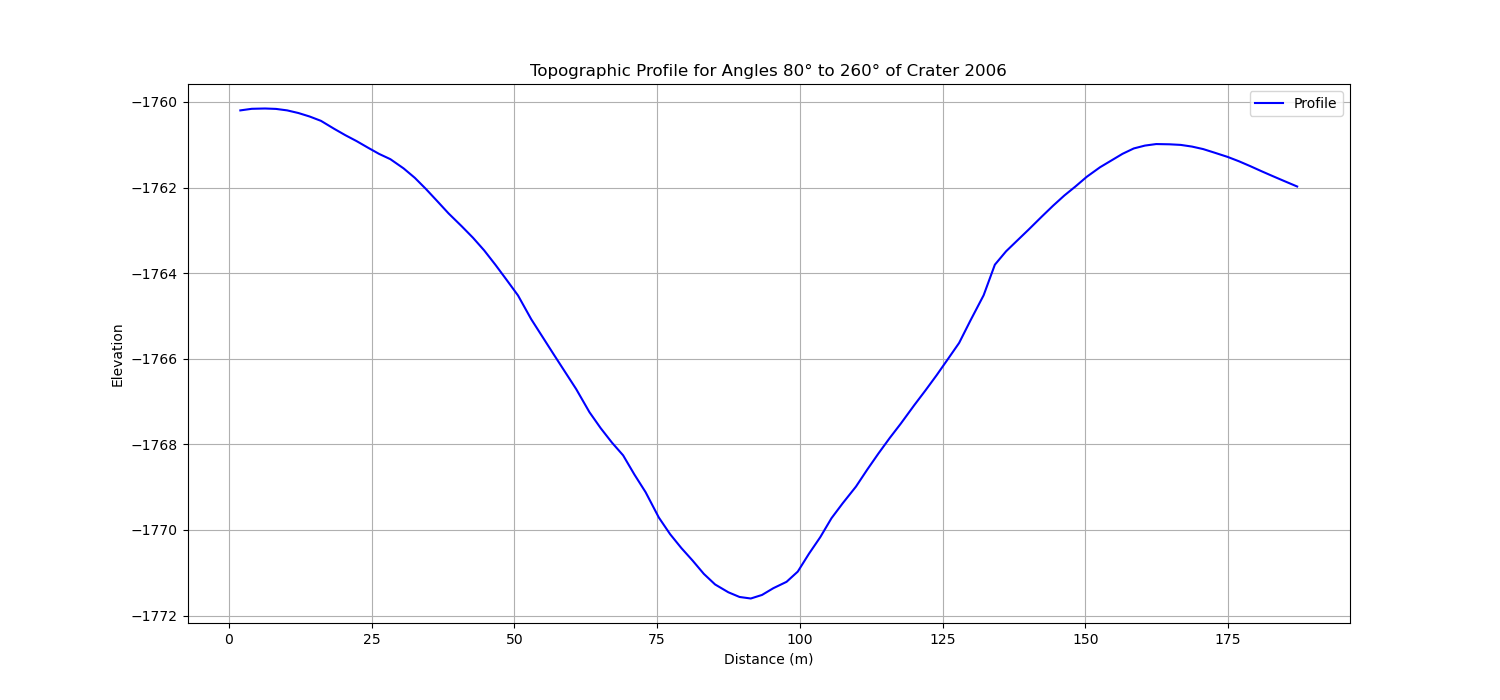 Topographic Profile for Angles 80° to 260° of Crater 2006
Profile
−1760
−1762
−1764
−1766
−1768
−1770
−1772
Elevation
0 25 50 75 100 125 150 175
Distance (m)